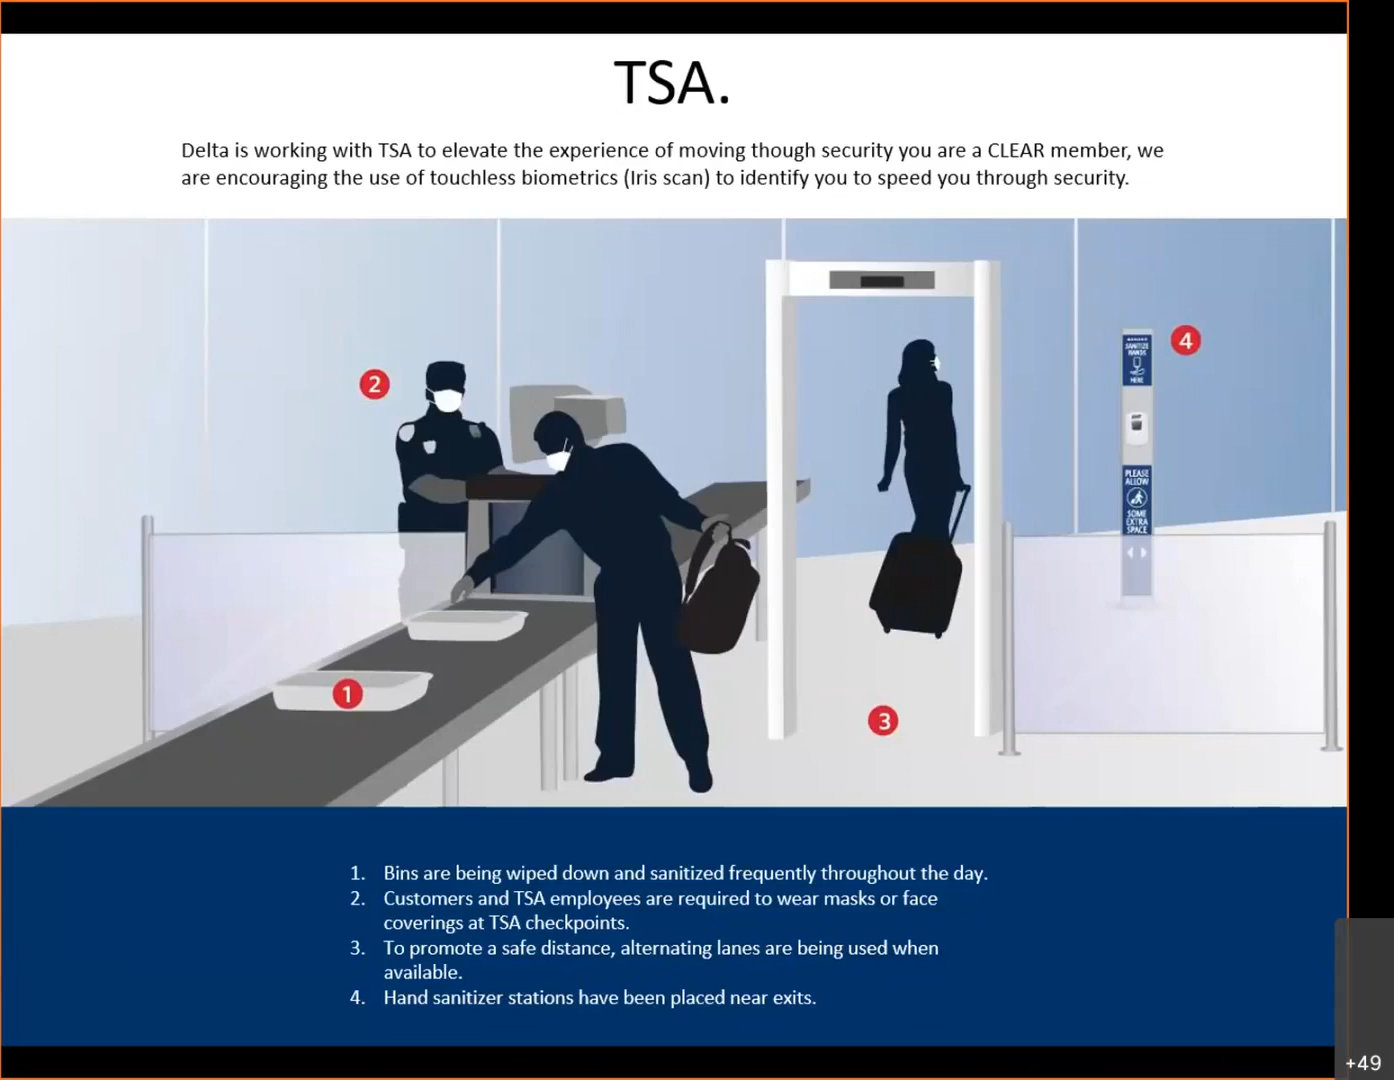 TSA.
Delta is working with TSA to elevate the experience of moving though security you are a CLEAR member, we
are encouraging the use of touchless biometrics (Iris scan) to identify you to speed you through security.
2
4
SANITIZE
HANDS
HERE
PLEASE
ALLOW
SOME
EXTRA
SPACE
1
3
1. Bins are being wiped down and sanitized frequently throughout the day.
2. Customers and TSA employees are required to wear masks or face
coverings at TSA checkpoints.
3. To promote a safe distance, alternating lanes are being used when
available.
4. Hand sanitizer stations have been placed near exits.
+49